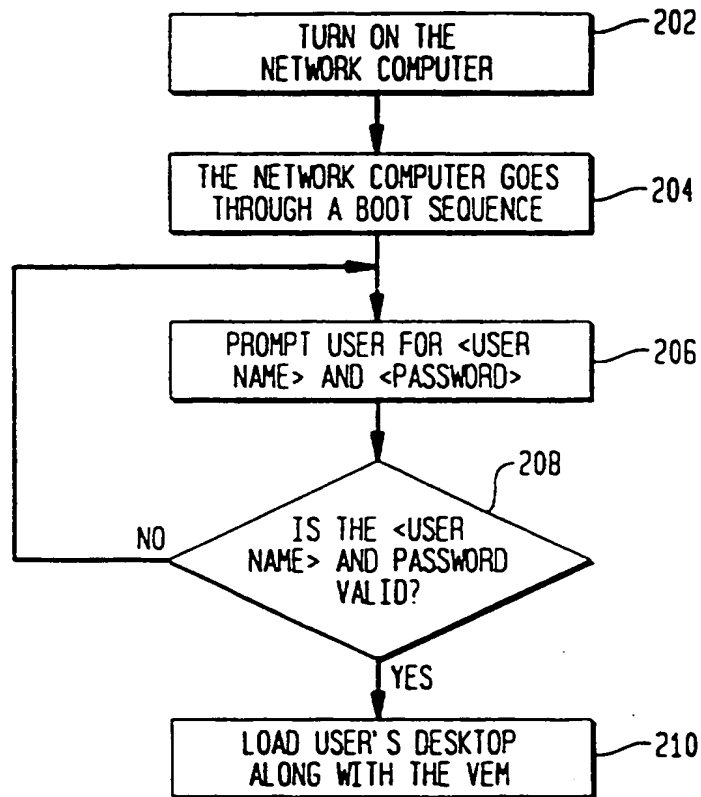 TURN ON THE
NETWORK COMPUTER
202
THE NETWORK COMPUTER GOES
THROUGH A BOOT SEQUENCE
204
PROMPT USER FOR <USER
NAME> AND <PASSWORD>
206
208
IS THE <USER
NAME> AND PASSWORD
VALID?
NO
YES
LOAD USER'S DESKTOP
ALONG WITH THE VEM
210